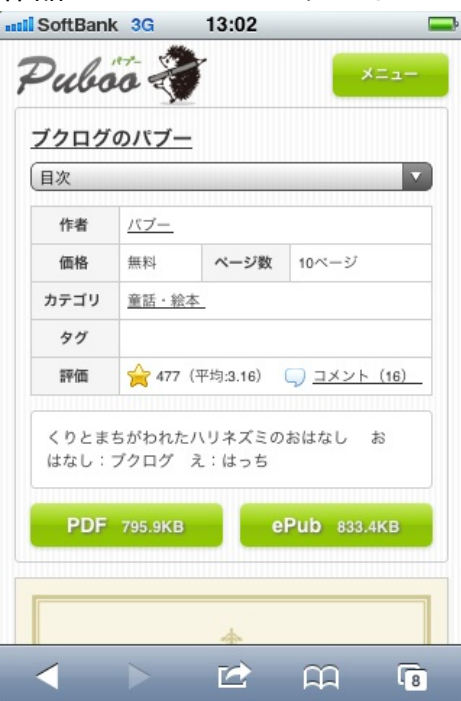 SoftBank 3G 13:02
パブー
Puboo
メニュー
ブクログのパブー
目次
作者 パブー
価格 無料 ページ数 10ページ
カテゴリ 童話・絵本
タグ
評価 477（平均:3.16） コメント（16）
くりとまちがわれたハリネズミのおはなし　お
はなし：ブクログ　え：はっち
PDF 795.9KB ePub 833.4KB
8